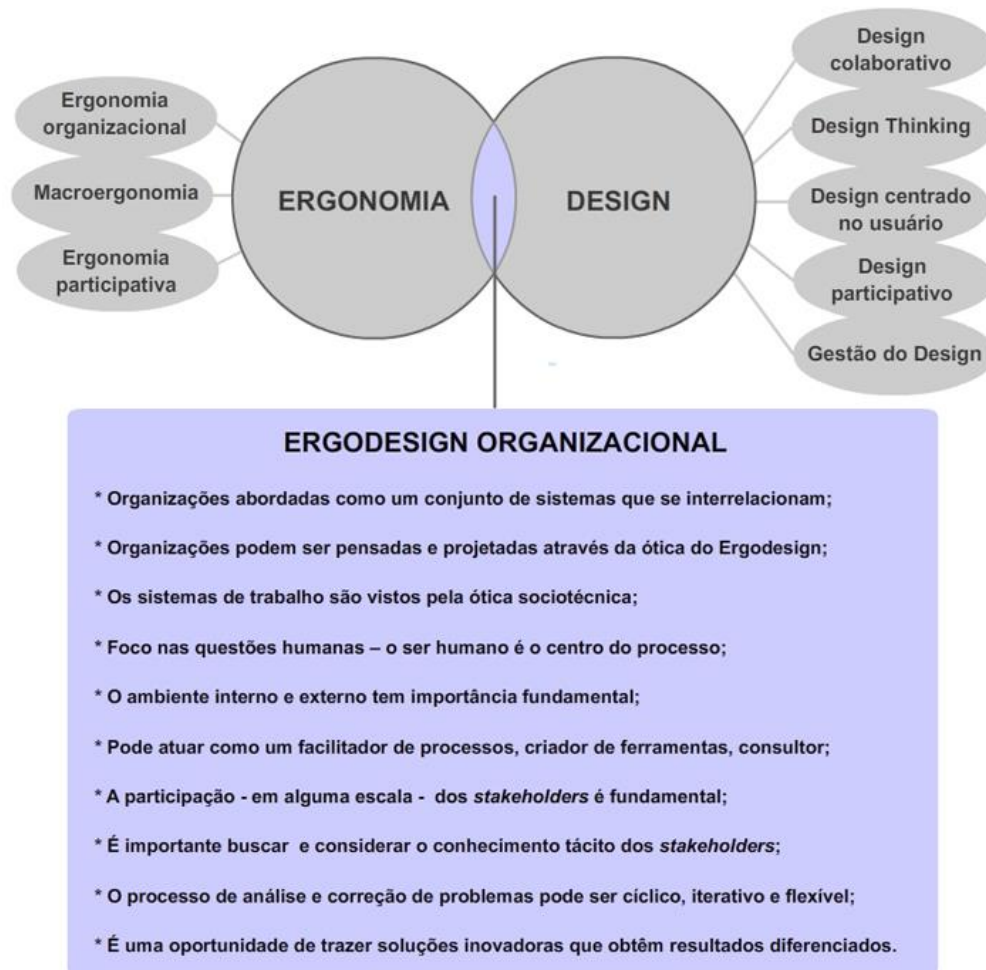 Ergonomia
organizacional
Macroergonomia
Ergonomia
participativa
ERGONOMIA
DESIGN
Design
colaborativo
Design Thinking
Design centrado
no usuário
Design
participativo
Gestão do Design
ERGODESIGN ORGANIZACIONAL
* Organizações abordadas como um conjunto de sistemas que se interrelacionam;
* Organizações podem ser pensadas e projetadas através da ótica do Ergodesign;
* Os sistemas de trabalho são vistos pela ótica sociotécnica;
* Foco nas questões humanas – o ser humano é o centro do processo;
* O ambiente interno e externo tem importância fundamental;
* Pode atuar como um facilitador de processos, criador de ferramentas, consultor;
* A participação - em alguma escala - dos stakeholders é fundamental;
* É importante buscar e considerar o conhecimento tácito dos stakeholders;
* O processo de análise e correção de problemas pode ser cíclico, iterativo e flexível;
* É uma oportunidade de trazer soluções inovadoras que obtêm resultados diferenciados.